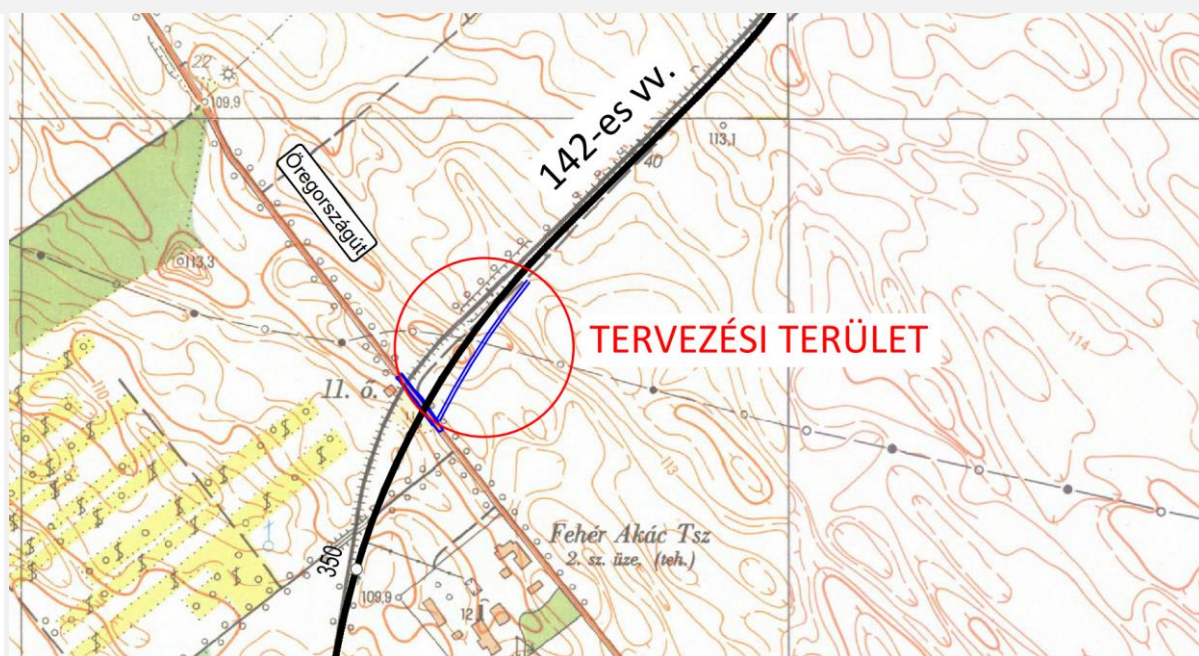 22
109,9
Öregországút
142-es vv.
40
113,1
113,3
TERVEZÉSI TERÜLET
114
110
11. ő.
113
350
Fehér Akác Tsz
2. sz. üze. (teh.)
109,9
12